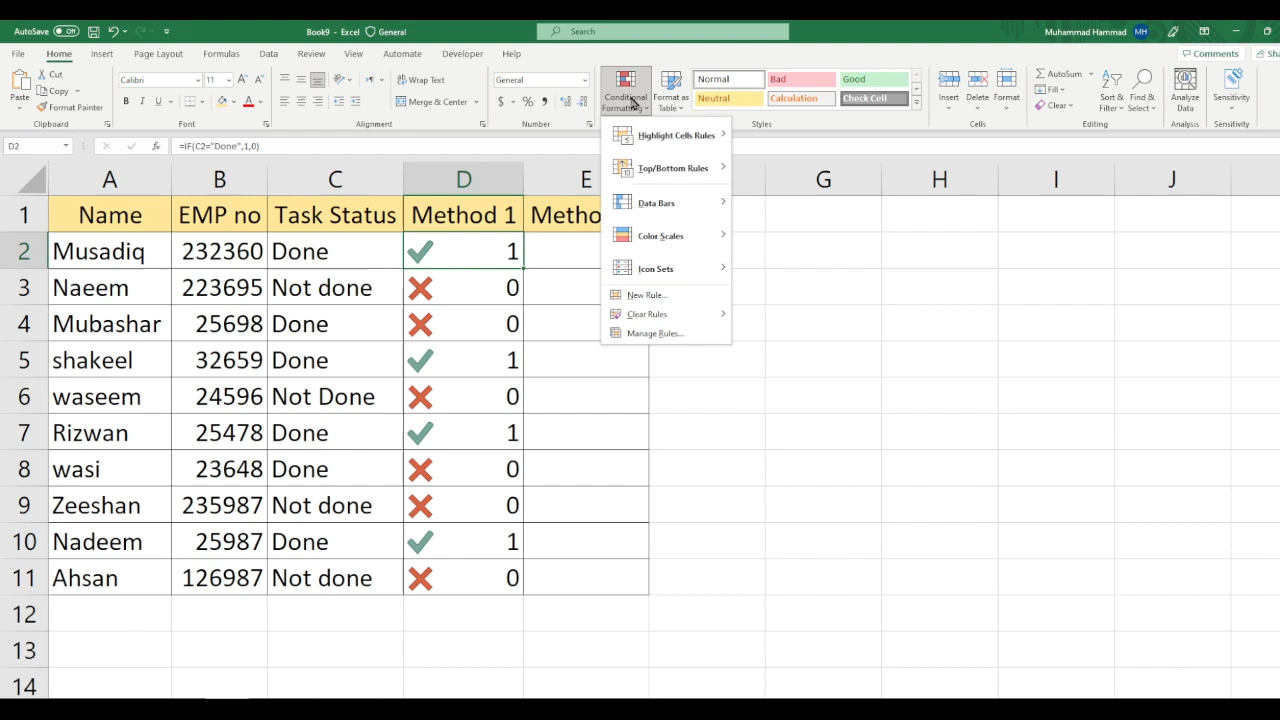 AutoSave Off Book9 - Excel General Search Muhammad Hammad MH
File Home Insert Page Layout Formulas Data Review View Automate Developer Help Comments Sha
Paste Cut Copy Format Painter Clipboard
Calibri 11 A A B I U A Font
Wrap Text Merge & Center Alignment
General $ % Number
Conditional Formatting Format as Table Normal Bad Good Neutral Calculation Check Cell Styles
Insert Delete Format Cells
AutoSum Fill Clear Sort & Filter Find & Select Editing
Analyze Data Analysis
Sensitivity Sensitivity
D2 fx =IF(C2="Done",1,0)
Highlight Cells Rules
Top/Bottom Rules
Data Bars
Color Scales
Icon Sets
New Rule...
Clear Rules
Manage Rules...
A B C D E G H I J
1 Name EMP no Task Status Method 1 Metho
2 Musadiq 232360 Done 1
3 Naeem 223695 Not done 0
4 Mubashar 25698 Done 0
5 shakeel 32659 Done 1
6 waseem 24596 Not Done 0
7 Rizwan 25478 Done 1
8 wasi 23648 Done 0
9 Zeeshan 235987 Not done 0
10 Nadeem 25987 Done 1
11 Ahsan 126987 Not done 0
12
13
14